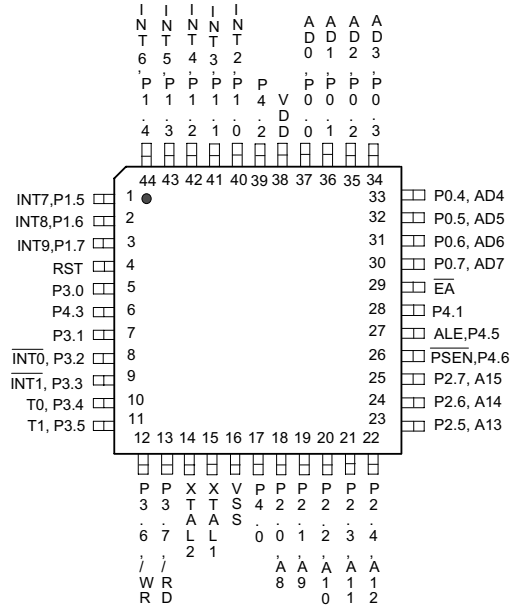 INT6,P1.4
INT5,P1.3
INT4,P1.2
INT3,P1.1
INT2,P1.0
P4.2
VDD
AD0,P0.0
AD1,P0.1
AD2,P0.2
AD3,P0.3
44 43 42 41 40 39 38 37 36 35 34
INT7,P1.5 1
INT8,P1.6 2
INT9,P1.7 3
RST 4
P3.0 5
P4.3 6
P3.1 7
INT0, P3.2 8
INT1, P3.3 9
T0, P3.4 10
T1, P3.5 11
33 P0.4, AD4
32 P0.5, AD5
31 P0.6, AD6
30 P0.7, AD7
29 EA
28 P4.1
27 ALE,P4.5
26 PSEN,P4.6
25 P2.7, A15
24 P2.6, A14
23 P2.5, A13
12 13 14 15 16 17 18 19 20 21 22
P3.6,/WR
P3.7,/RD
XTAL2
XTAL1
VSS
P4.0
P2.0,A8
P2.1,A9
P2.2,A10
P2.3,A11
P2.4,A12